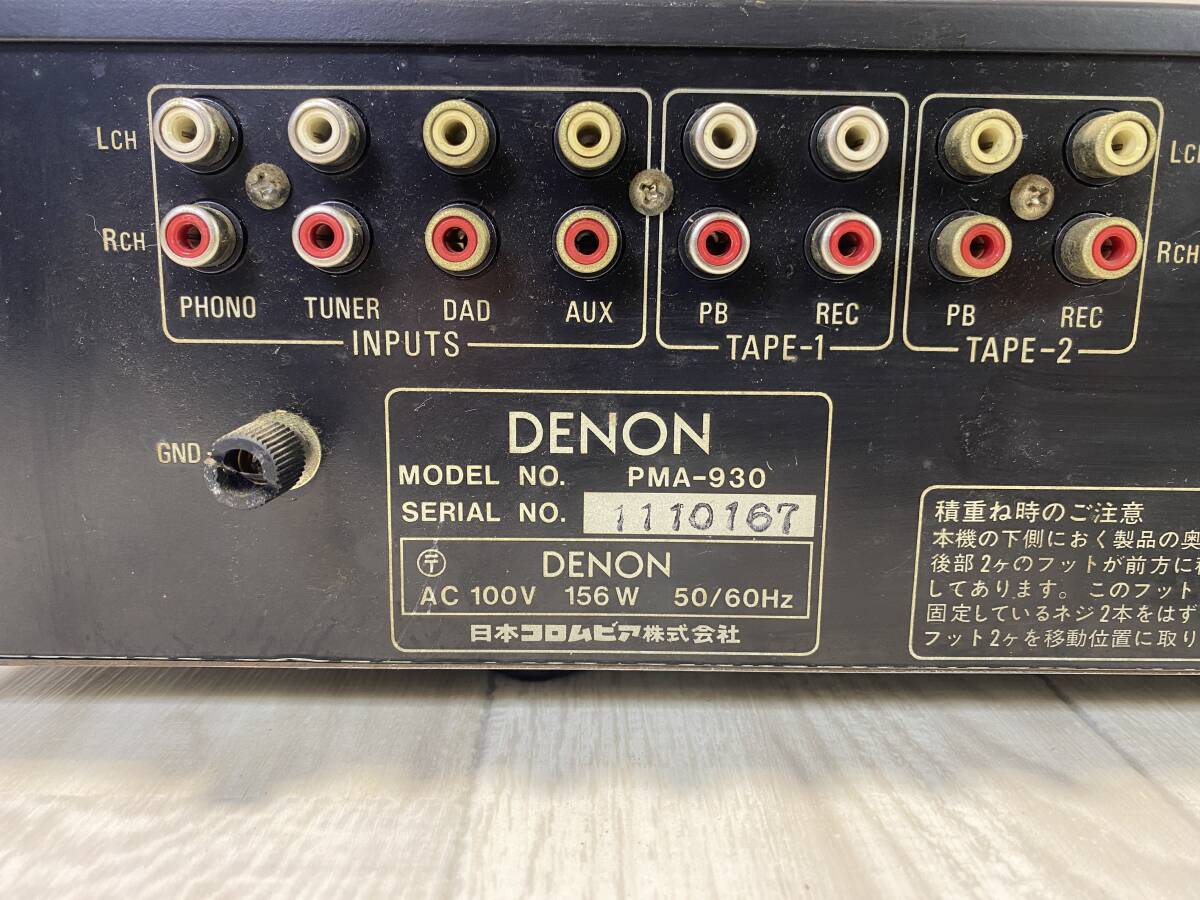 LCH
LCH
RCH
RCH
PHONO TUNER DAD AUX PB REC PB REC
INPUTS TAPE-1 TAPE-2
GND
DENON
MODEL NO. PMA-930
SERIAL NO. 1110167
〒 DENON
AC 100V 156W 50/60Hz
日本コロムビア株式会社
積重ね時のご注意
本機の下側におく製品の奥
後部2ヶのフットが前方に
してあります。このフット
固定しているネジ2本をはず
フット2ヶを移動位置に取り